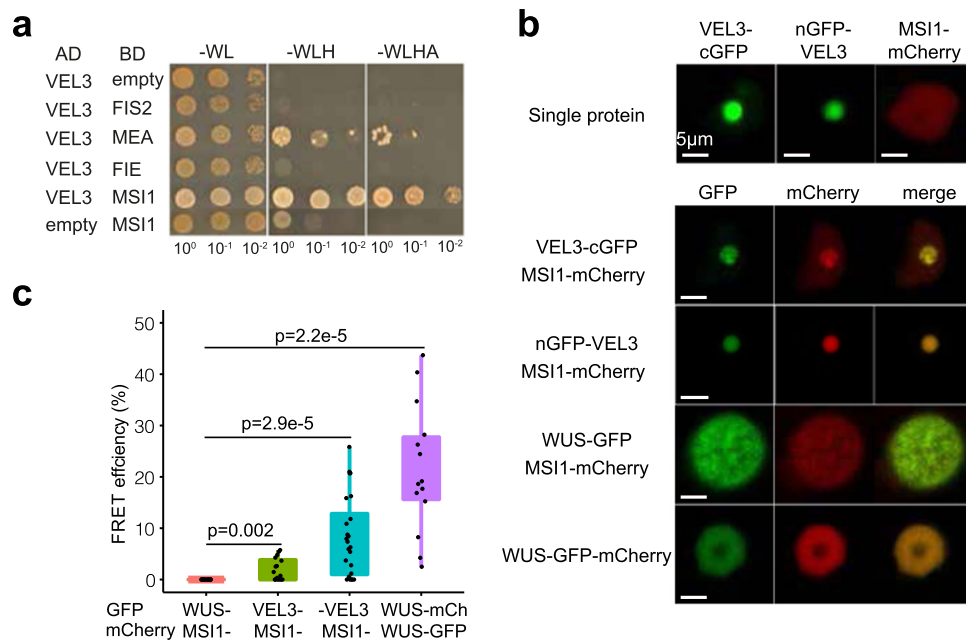 a
AD BD -WL -WLH -WLHA
VEL3 empty
VEL3 FIS2
VEL3 MEA
VEL3 FIE
VEL3 MSI1
empty MSI1
10⁰ 10⁻¹ 10⁻² 10⁰ 10⁻¹ 10⁻² 10⁰ 10⁻¹ 10⁻²
b
VEL3- nGFP- MSI1-
cGFP VEL3 mCherry
Single protein
5μm
GFP mCherry merge
VEL3-cGFP
MSI1-mCherry
nGFP-VEL3
MSI1-mCherry
WUS-GFP
MSI1-mCherry
WUS-GFP-mCherry
c
FRET effciency (%)
50
40
30
20
10
0
p=2.2e-5
p=2.9e-5
p=0.002
GFP WUS- VEL3- -VEL3 WUS-mCh
mCherry MSI1- MSI1- MSI1- WUS-GFP